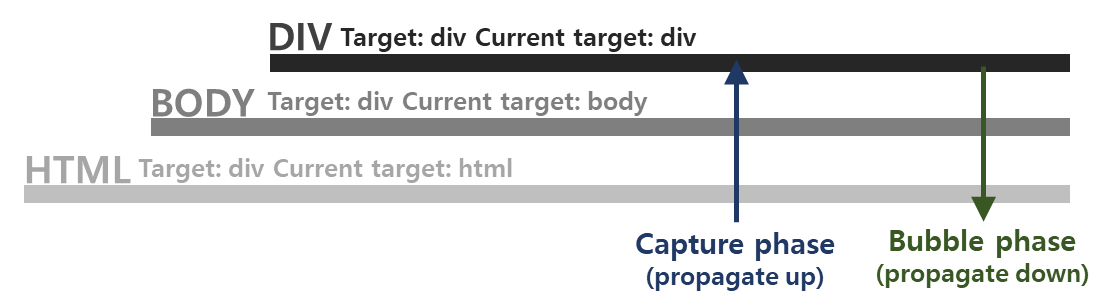 DIV Target: div Current target: div
BODY Target: div Current target: body
HTML Target: div Current target: html
Capture phase
(propagate up)
Bubble phase
(propagate down)